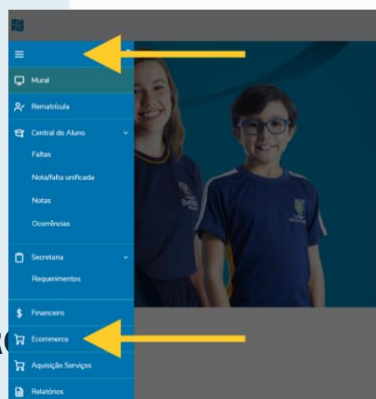 Mural
Rematrícula
Central do Aluno
Faltas
Nota/falta unificada
Notas
Ocorrências
Secretaria
Requerimentos
Financeiro
Ecommerce
Aquisição Serviços
Relatórios